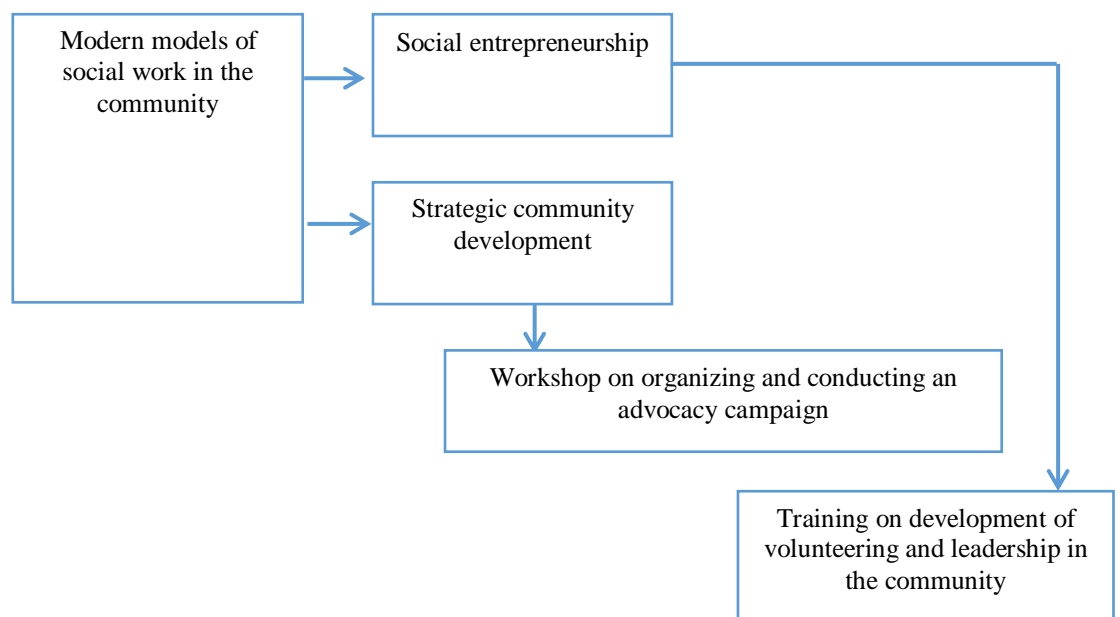 Modern models of
social work in the
community
Social entrepreneurship
Strategic community
development
Workshop on organizing and conducting an
advocacy campaign
Training on development of
volunteering and leadership in
the community